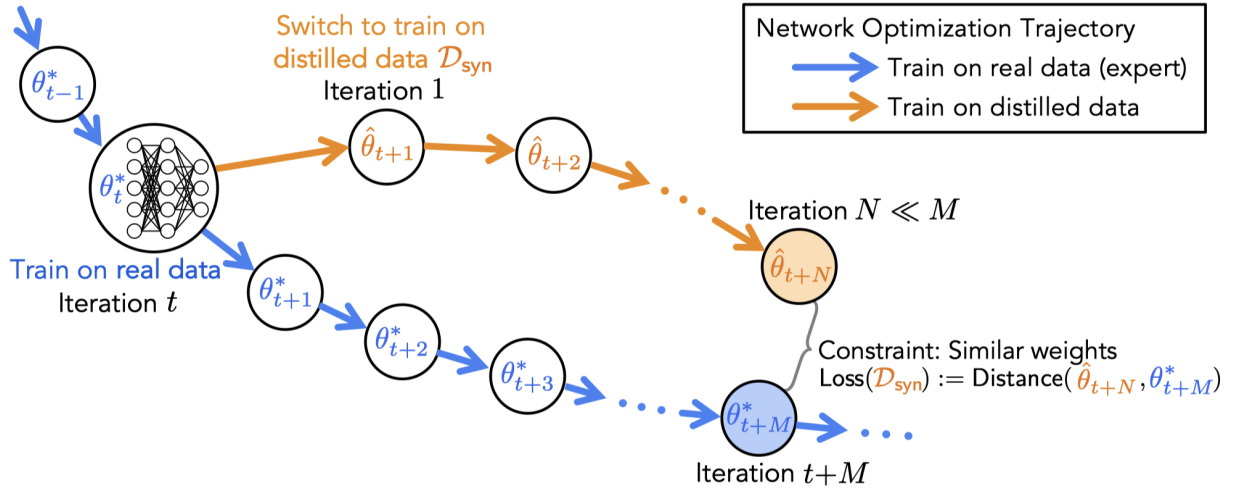 Network Optimization Trajectory
Train on real data (expert)
Train on distilled data
θ*ₜ₋₁
Switch to train on
distilled data 𝒟syn
Iteration 1
θ*ₜ
θ̂ₜ₊₁
θ̂ₜ₊₂
Iteration N ≪ M
θ̂ₜ₊N
Train on real data
Iteration t
θ*ₜ₊₁
θ*ₜ₊₂
θ*ₜ₊₃
θ*ₜ₊M
Iteration t+M
Constraint: Similar weights
Loss(𝒟syn) := Distance(θ̂ₜ₊N, θ*ₜ₊M)